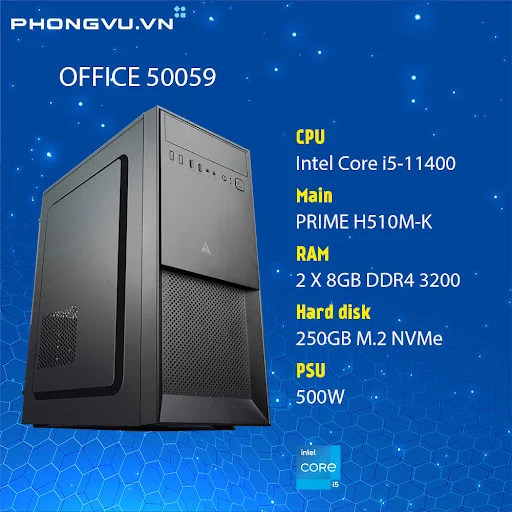 PHONGVU.VN
OFFICE 50059
CPU
Intel Core i5-11400
Main
PRIME H510M-K
RAM
2 X 8GB DDR4 3200
Hard disk
250GB M.2 NVMe
PSU
500W
intel
CORE
i5